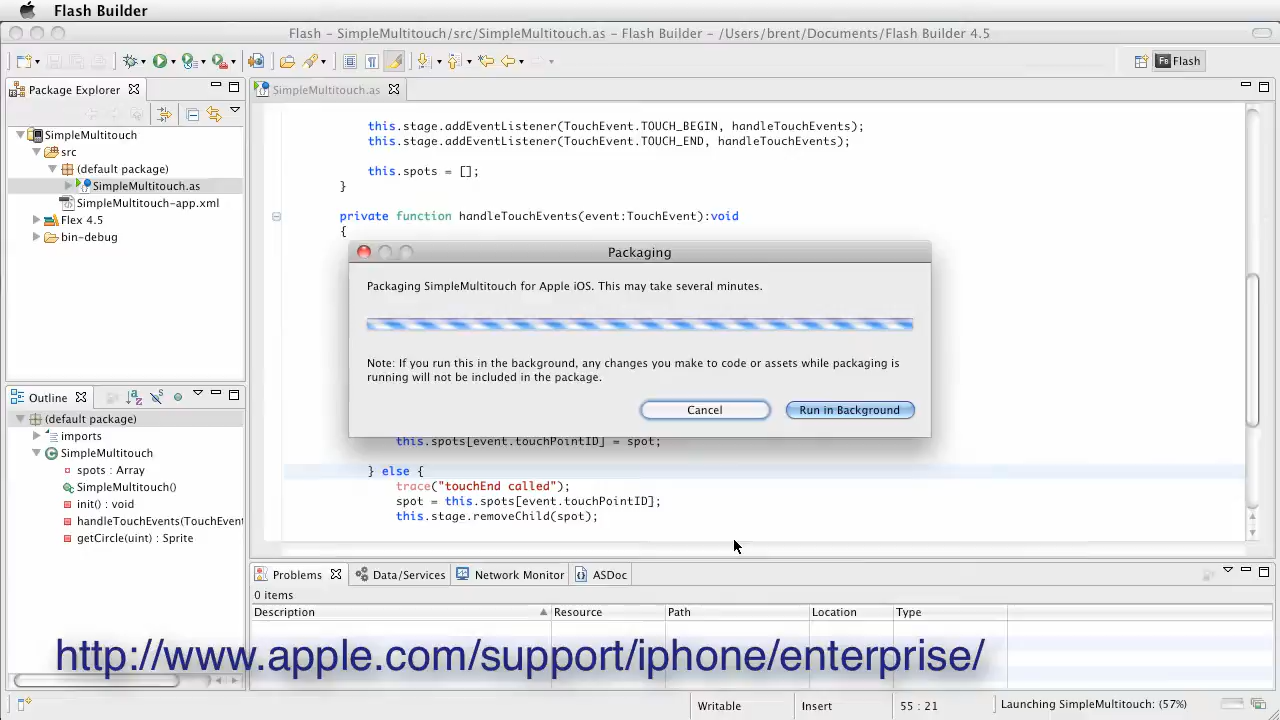 Flash Builder
Flash – SimpleMultitouch/src/SimpleMultitouch.as – Flash Builder – /Users/brent/Documents/Flash Builder 4.5
Fb Flash
Package Explorer
SimpleMultitouch
src
(default package)
SimpleMultitouch.as
SimpleMultitouch-app.xml
Flex 4.5
bin-debug
SimpleMultitouch.as
this.stage.addEventListener(TouchEvent.TOUCH_BEGIN, handleTouchEvents);
this.stage.addEventListener(TouchEvent.TOUCH_END, handleTouchEvents);
this.spots = [];
}
private function handleTouchEvents(event:TouchEvent):void
{
Packaging
Packaging SimpleMultitouch for Apple iOS. This may take several minutes.
Note: If you run this in the background, any changes you make to code or assets while packaging is
running will not be included in the package.
Cancel
Run in Background
this.spots[event.touchPointID] = spot;
} else {
trace("touchEnd called");
spot = this.spots[event.touchPointID];
this.stage.removeChild(spot);
Outline
(default package)
imports
SimpleMultitouch
spots : Array
SimpleMultitouch()
init() : void
handleTouchEvents(TouchEvent
getCircle(uint) : Sprite
Problems
Data/Services
Network Monitor
ASDoc
0 items
Description
Resource
Path
Location
Type
http://www.apple.com/support/iphone/enterprise/
Writable
Insert
55 : 21
Launching SimpleMultitouch: (57%)